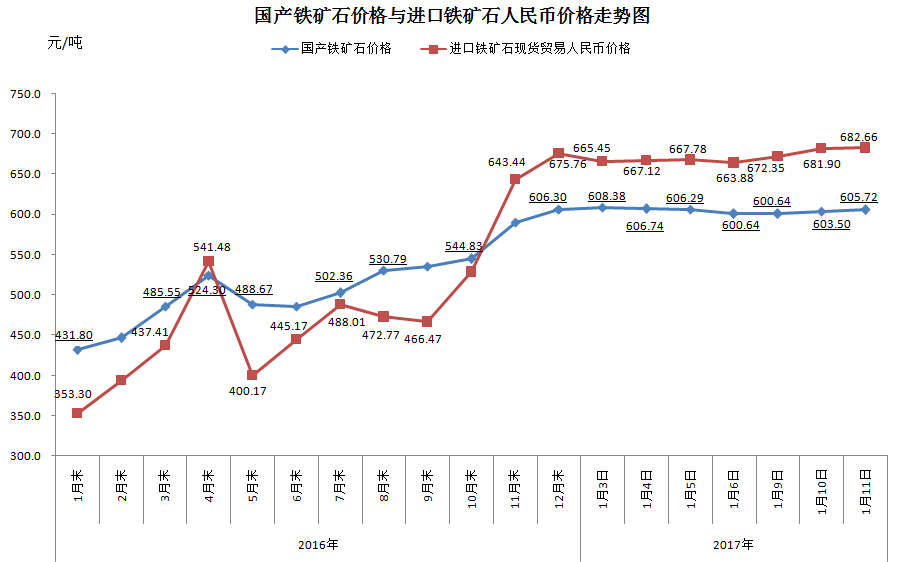 国产铁矿石价格与进口铁矿石人民币价格走势图
元/吨
国产铁矿石价格 进口铁矿石现货贸易人民币价格
750.0
700.0
650.0
600.0
550.0
500.0
450.0
400.0
350.0
300.0
431.80
485.55
524.30
488.67
502.36
530.79
544.83
606.30
608.38
606.74
606.29
600.64
600.64
603.50
605.72
353.30
437.41
541.48
400.17
445.17
488.01
472.77
466.47
643.44
675.76
665.45
667.12
667.78
663.88
672.35
681.90
682.66
1月末
2月末
3月末
4月末
5月末
6月末
7月末
8月末
9月末
10月末
11月末
12月末
1月3日
1月4日
1月5日
1月6日
1月9日
1月10日
1月11日
2016年
2017年